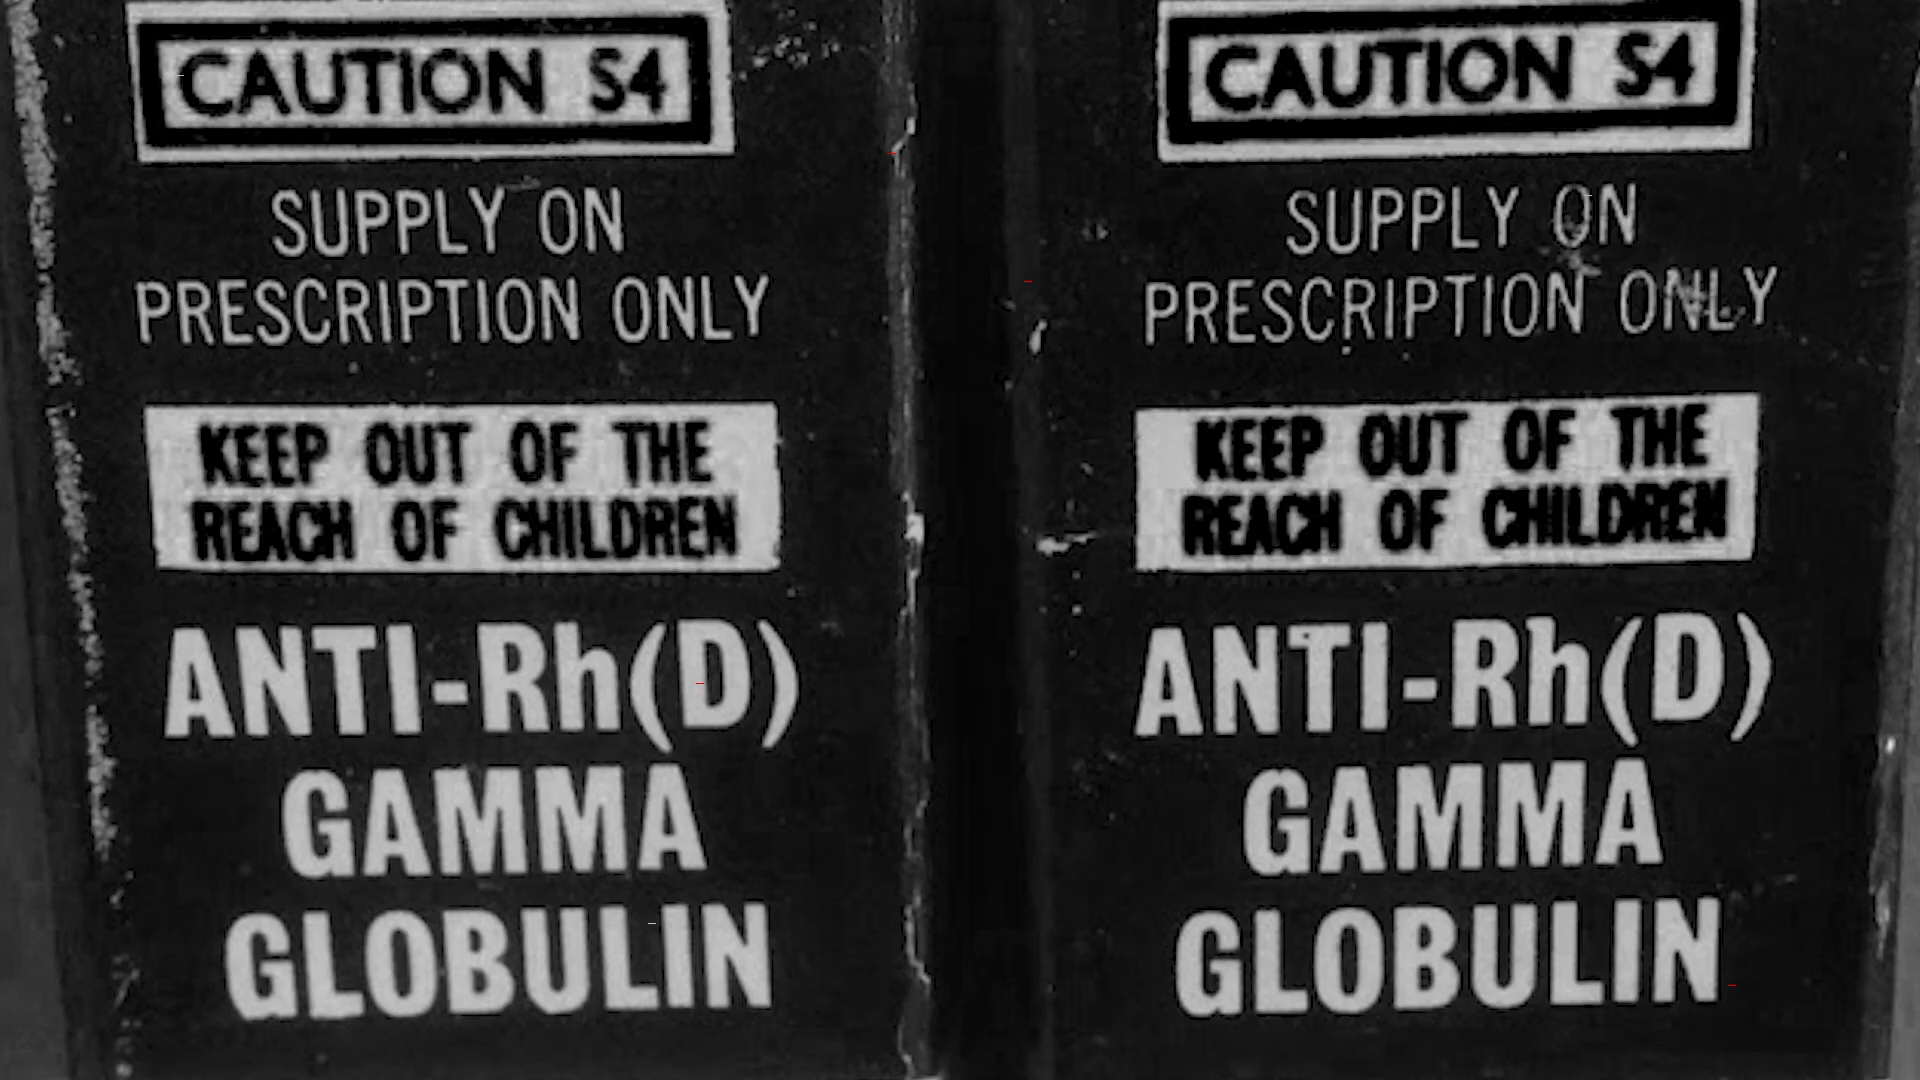 CAUTION S4
SUPPLY ON
PRESCRIPTION ONLY
KEEP OUT OF THE
REACH OF CHILDREN
ANTI-Rh(D)
GAMMA
GLOBULIN
CAUTION S4
SUPPLY ON
PRESCRIPTION ONLY
KEEP OUT OF THE
REACH OF CHILDREN
ANTI-Rh(D)
GAMMA
GLOBULIN